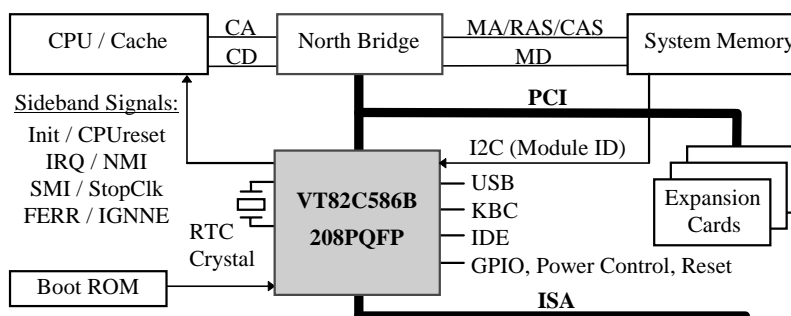 CPU / Cache
CA
CD
North Bridge
MA/RAS/CAS
MD
System Memory
Sideband Signals:
Init / CPUreset
IRQ / NMI
SMI / StopClk
FERR / IGNNE
PCI
I2C (Module ID)
VT82C586B
208PQFP
RTC
Crystal
USB
KBC
IDE
GPIO, Power Control, Reset
Expansion
Cards
Boot ROM
ISA